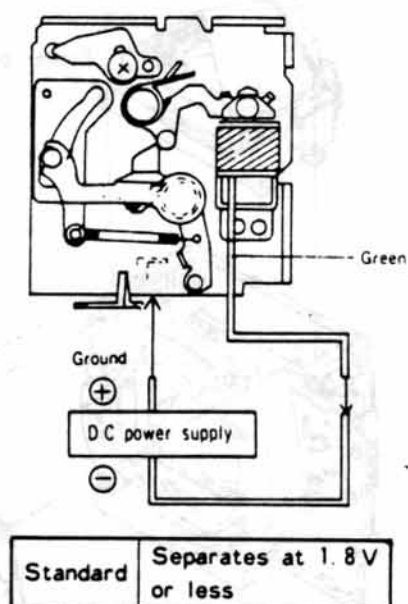 Green
Ground
⊕
DC power supply
⊖
Standard
Separates at 1.8V
or less